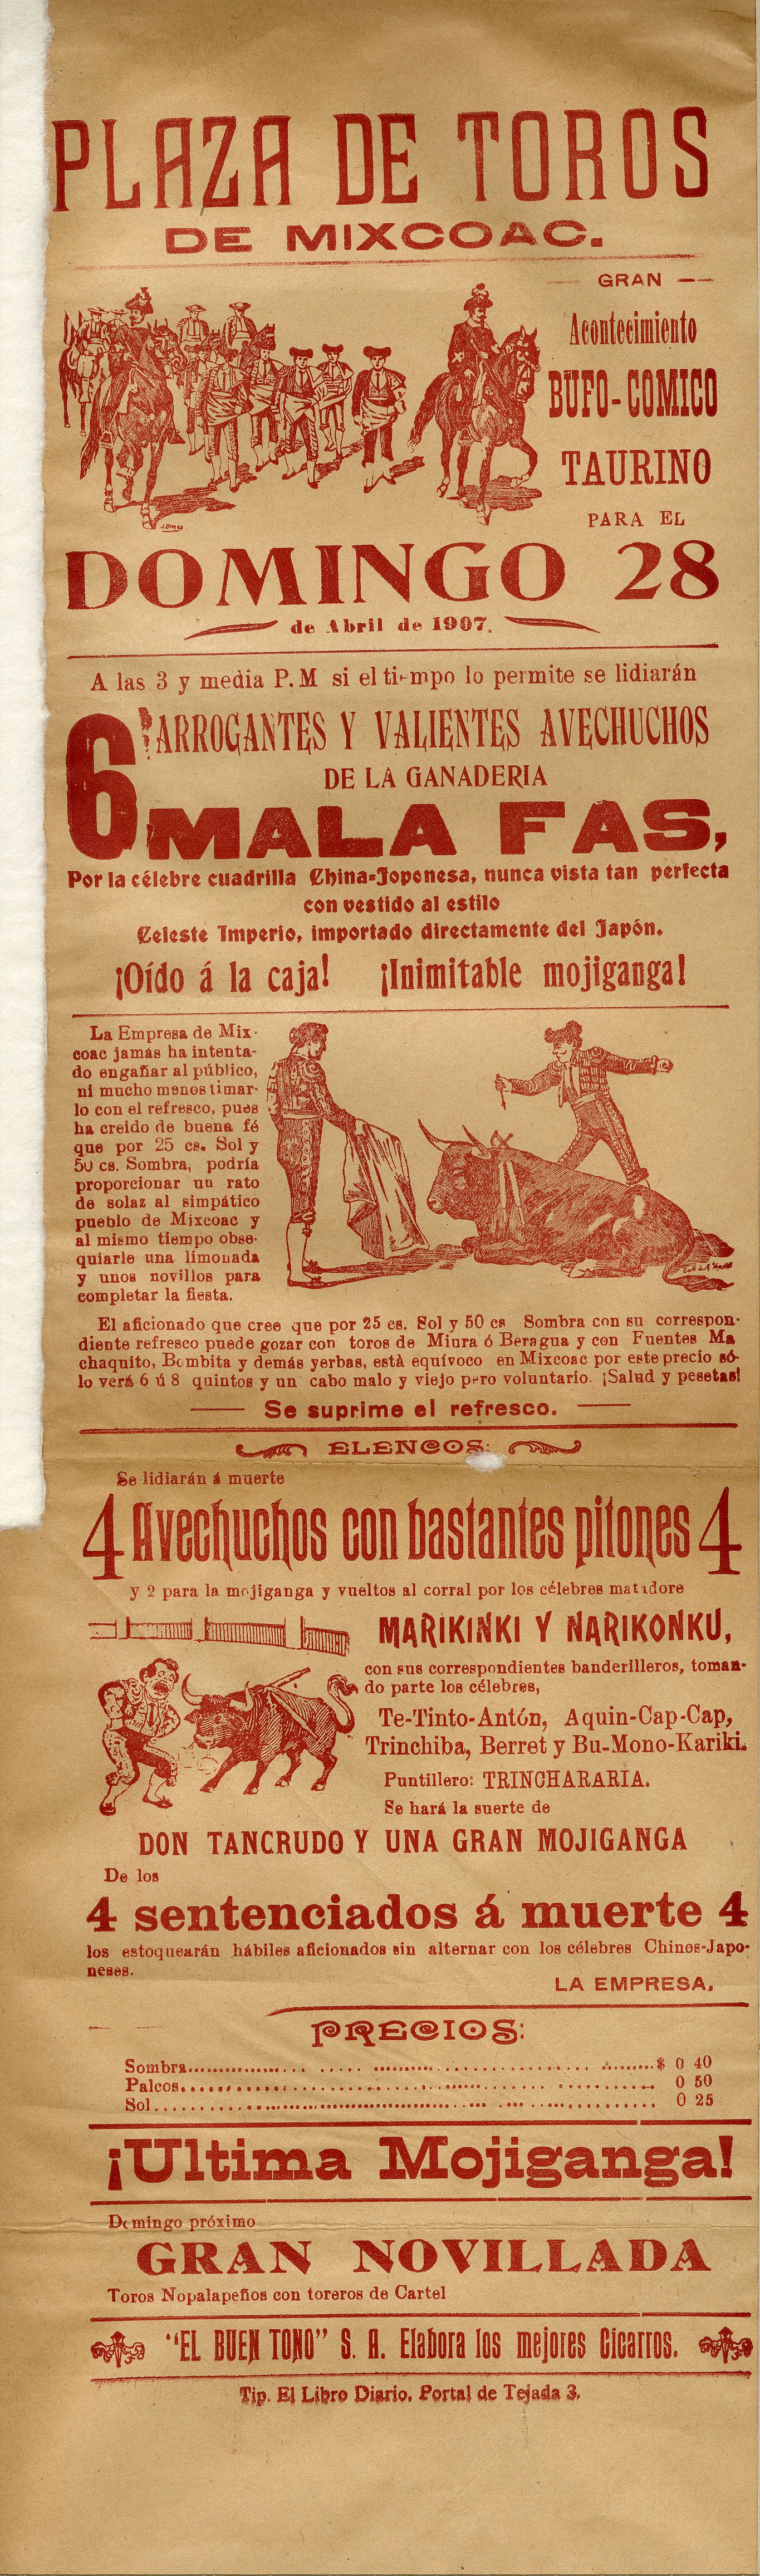 PLAZA DE TOROS
DE MIXCOAC.
GRAN
Acontecimiento
BUFO-COMICO
TAURINO
PARA EL
DOMINGO 28
de Abril de 1907.
A las 3 y media P. M si el tiempo lo permite se lidiarán
6 ARROGANTES Y VALIENTES AVECHUCHOS
DE LA GANADERIA
MALA FAS,
Por la célebre cuadrilla China=Joponesa, nunca vista tan perfecta
con vestido al estilo
Celeste Imperio, importado directamente del Japón.
¡Oído á la caja! ¡Inimitable mojiganga!
La Empresa de Mix-
coac jamás ha intenta-
do engañar al público,
ni mucho menos timar-
lo con el refresco, pues
ha creido de buena fé
que por 25 cs. Sol y
50 cs. Sombra, podría
proporcionar un rato
de solaz al simpático
pueblo de Mixcoac y
al mismo tiempo obse-
quiarle una limonada
y unos novillos para
completar la fiesta.
El aficionado que cree que por 25 cs. Sol y 50 cs Sombra con su correspon-
diente refresco puede gozar con toros de Miura ó Beragua y con Fuentes Ma
chaquito, Bombita y demás yerbas, està equívoco en Mixcoac por este precio só-
lo verá 6 ú 8 quintos y un cabo malo y viejo pero voluntario. ¡Salud y pesetas!
Se suprime el refresco.
ELENCOS:
Se lidiarán á muerte
4 Avechuchos con bastantes pitones 4
y 2 para la mojiganga y vueltos al corral por los célebres matadore
MARIKINKI Y NARIKONKU,
con sus correspondientes banderilleros, toman-
do parte los célebres,
Te-Tinto-Antón, Aquin-Cap-Cap,
Trinchiba, Berret y Bu-Mono-Kariki.
Puntillero: TRINCHARARIA.
Se hará la suerte de
DON TANCRUDO Y UNA GRAN MOJIGANGA
De los
4 sentenciados á muerte 4
los estoquearán hábiles aficionados sin alternar con los célebres Chinos-Japo-
neses.
LA EMPRESA.
PRECIOS:
Sombra........................$ 0 40
Palcos........................ 0 50
Sol........................ 0 25
¡Ultima Mojiganga!
Domingo próximo
GRAN NOVILLADA
Toros Nopalapeños con toreros de Cartel
"EL BUEN TONO" S. A. Elabora los mejores Cigarros.
Tip. El Libro Diario. Portal de Tejada 3.